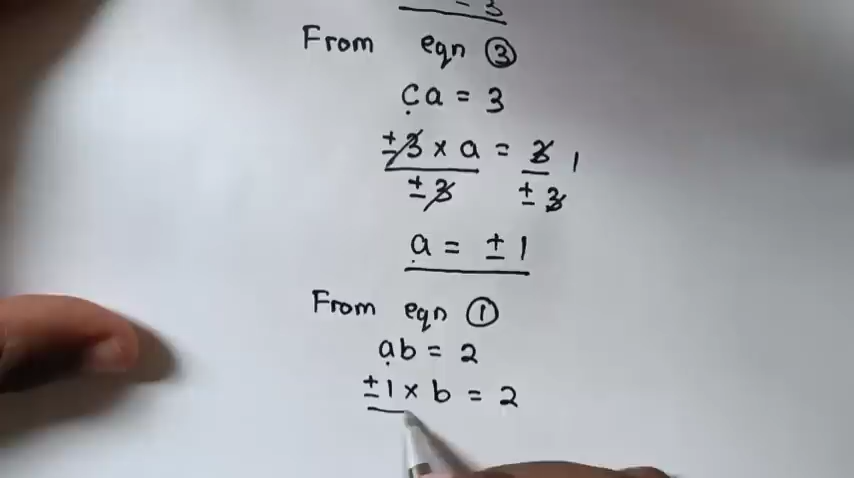 From eqn ③
ca = 3
±3 × a = 3 1
±3 ±3
a = ± 1
From eqn ①
ab = 2
±1 × b = 2